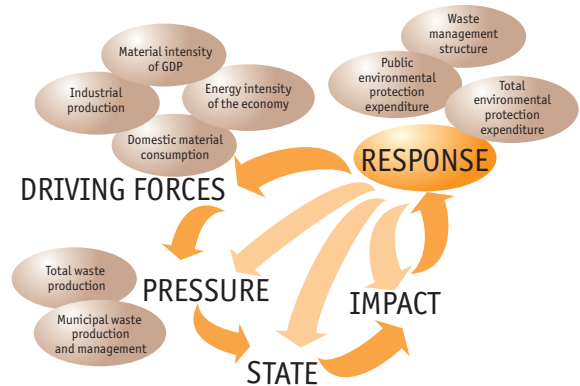 Material intensity
of GDP
Industrial
production
Energy intensity
of the economy
Domestic material
consumption
DRIVING FORCES
Waste
management
structure
Public
environmental
protection
expenditure
Total
environmental
protection
expenditure
RESPONSE
Total waste
production
Municipal waste
production
and management
PRESSURE
IMPACT
STATE